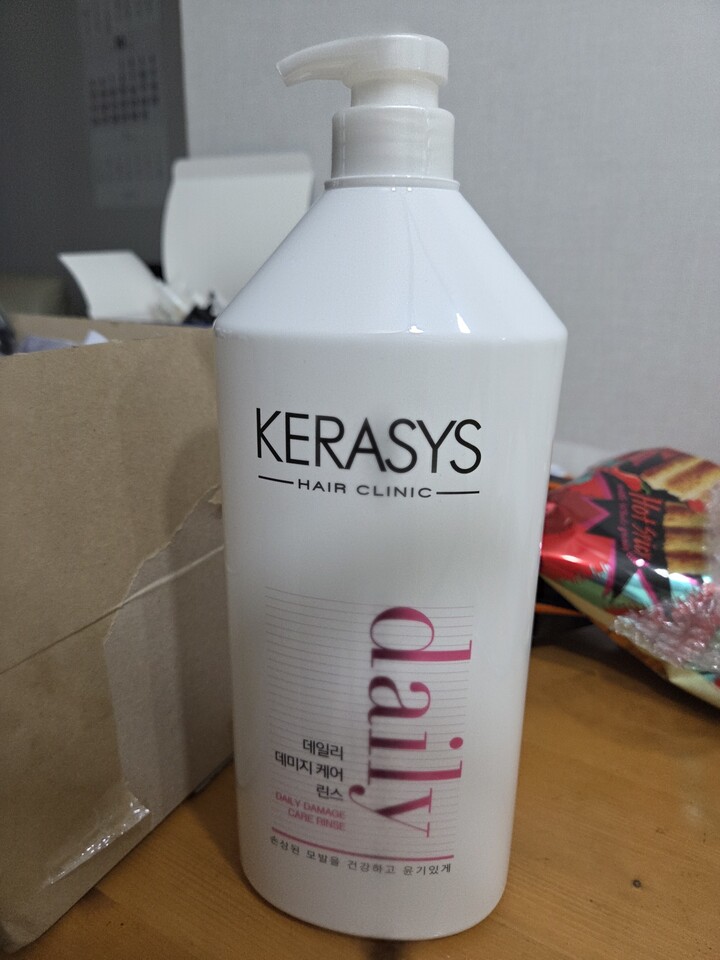 KERASYS
HAIR CLINIC
daily
데일리
데미지 케어
린스
DAILY DAMAGE
CARE RINSE
손상된 모발을 건강하고 윤기있게
Hot